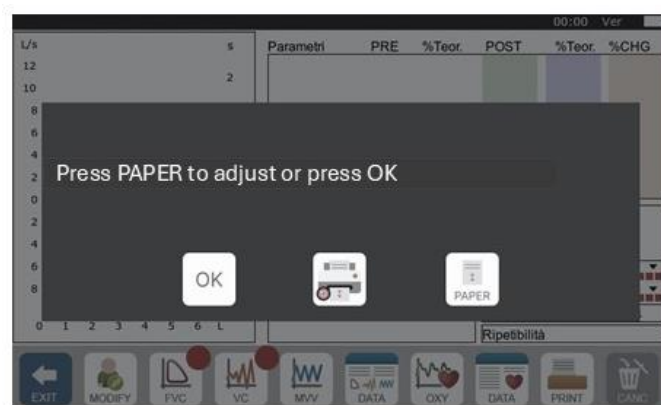 00:00 Ver
L/s s Parametri PRE %Teor. POST %Teor. %CHG
12
2
10
8
6
4
2
0
2
4
6
8
Press PAPER to adjust or press OK
OK
PAPER
0 1 2 3 4 5 6 L
Ripetibilità
EXIT MODIFY FVC VC MVV DATA OXY DATA PRINT CANC